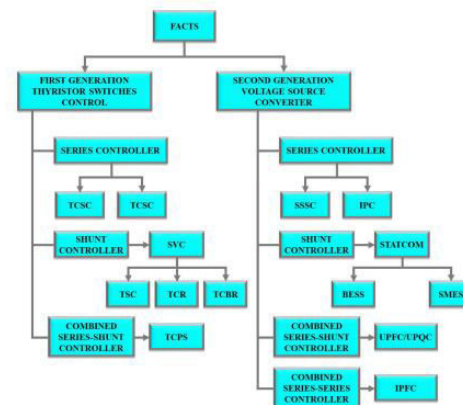 FACTS
FIRST GENERATION
THYRISTOR SWITCHES
CONTROL
SECOND GENERATION
VOLTAGE SOURCE
CONVERTER
SERIES CONTROLLER
SERIES CONTROLLER
TCSC
TCSC
SSSC
IPC
SHUNT
CONTROLLER
SVC
SHUNT
CONTROLLER
STATCOM
TSC
TCR
TCBR
BESS
SMES
COMBINED
SERIES-SHUNT
CONTROLLER
TCPS
COMBINED
SERIES-SHUNT
CONTROLLER
UPFC/UPQC
COMBINED
SERIES-SERIES
CONTROLLER
IPFC